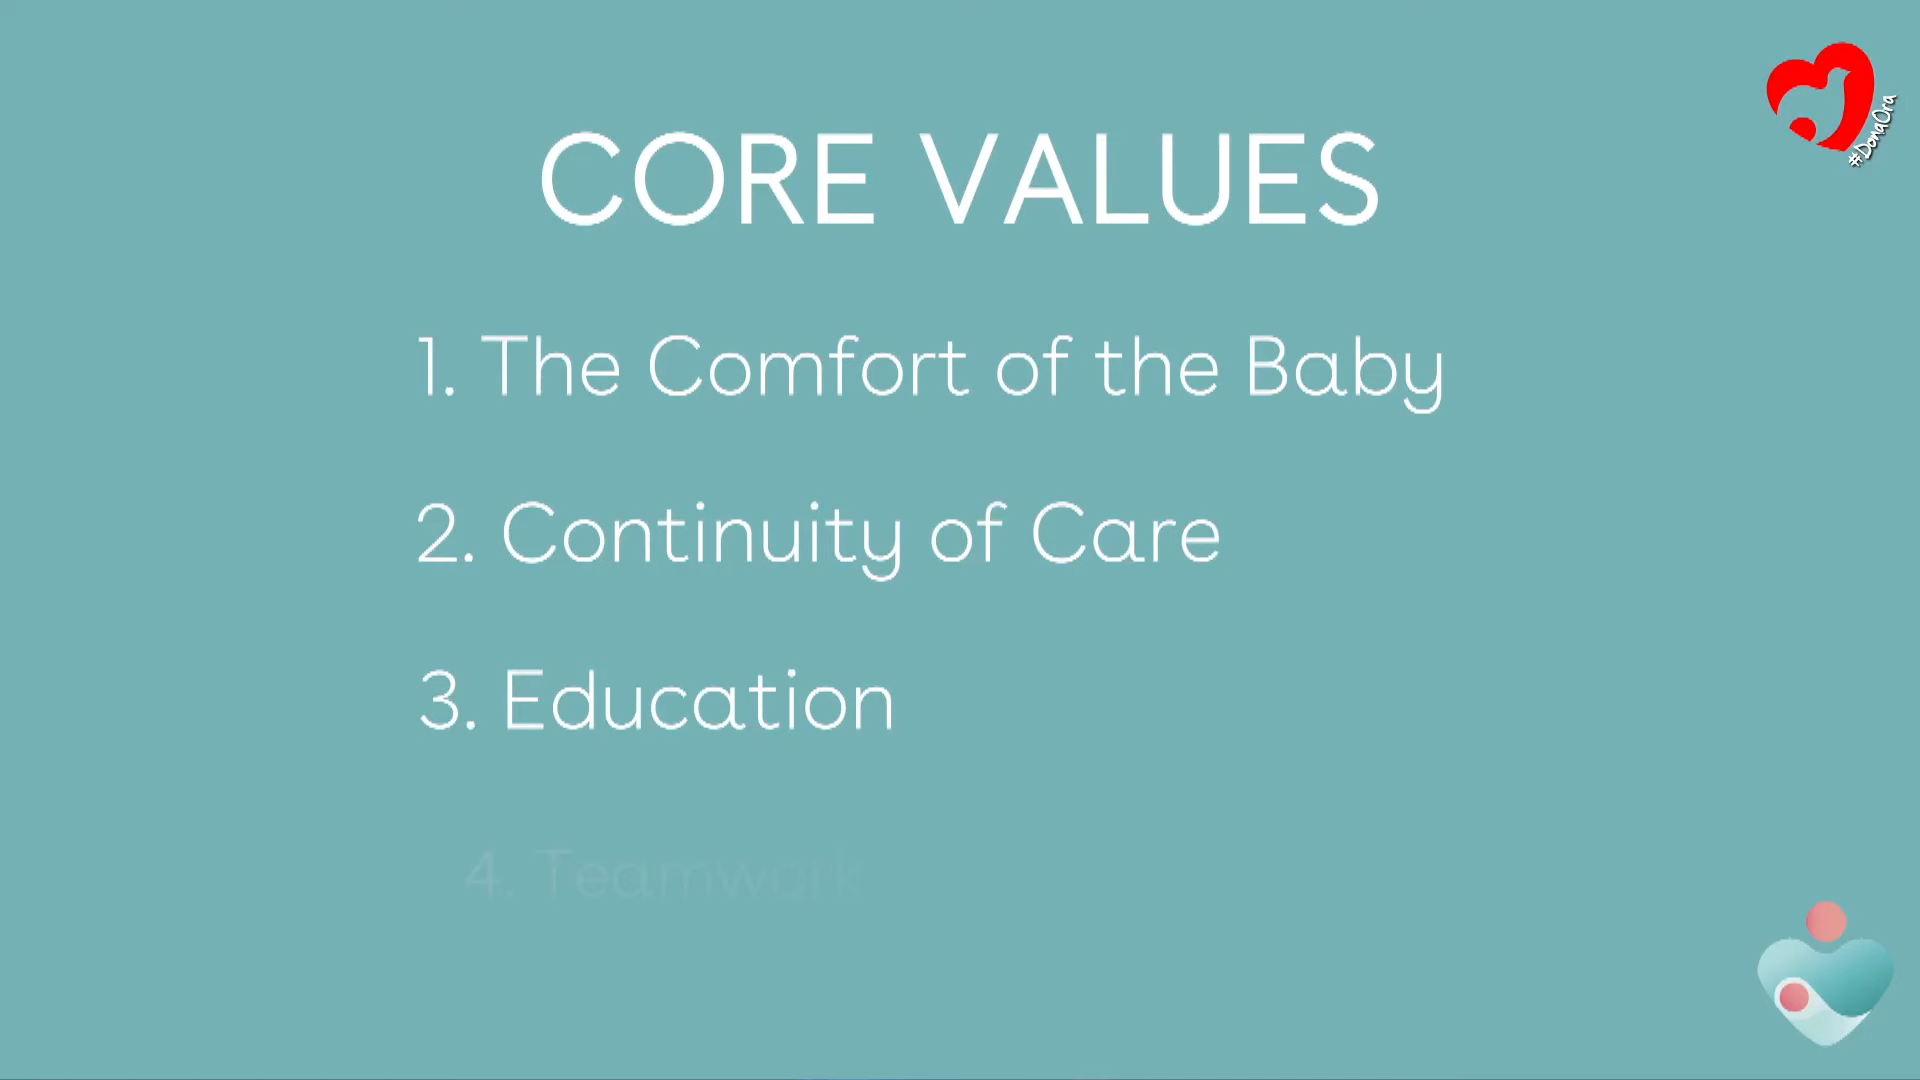 CORE VALUES
#DonaOra
1. The Comfort of the Baby
2. Continuity of Care
3. Education
4. Teamwork